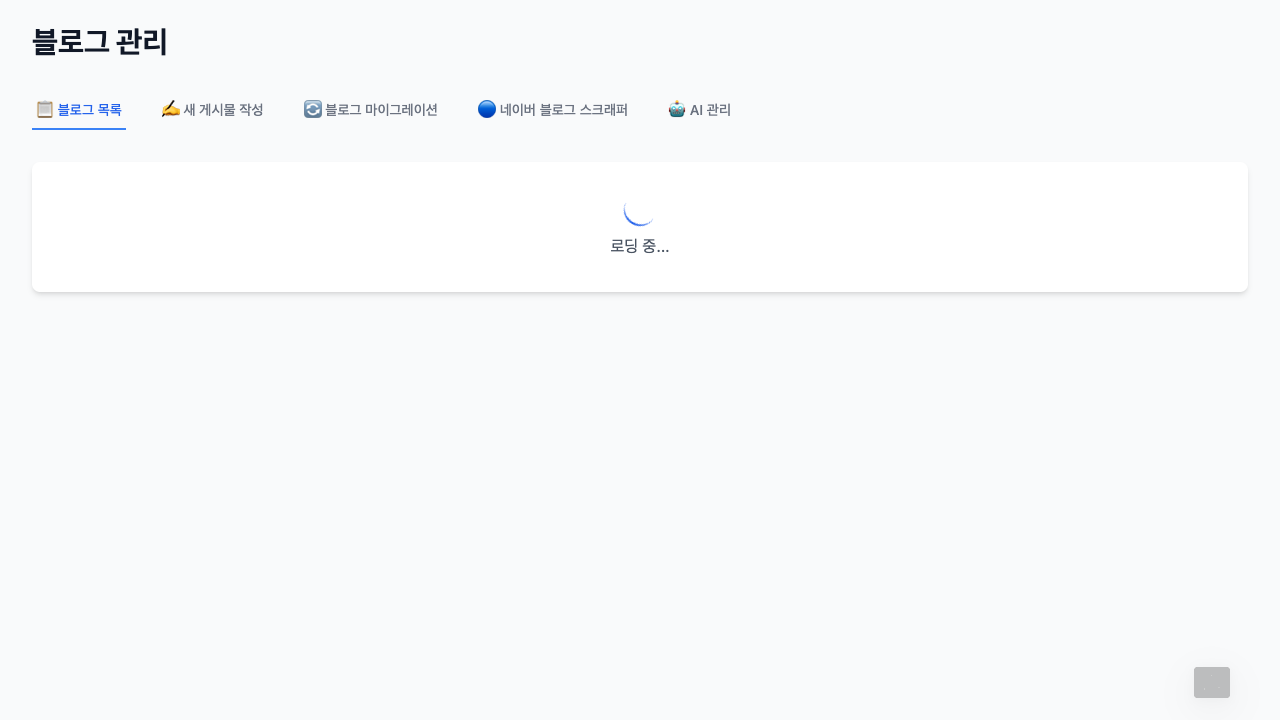 블로그 관리
📋 블로그 목록
✍️ 새 게시물 작성
🔄 블로그 마이그레이션
🔵 네이버 블로그 스크래퍼
🤖 AI 관리
로딩 중...